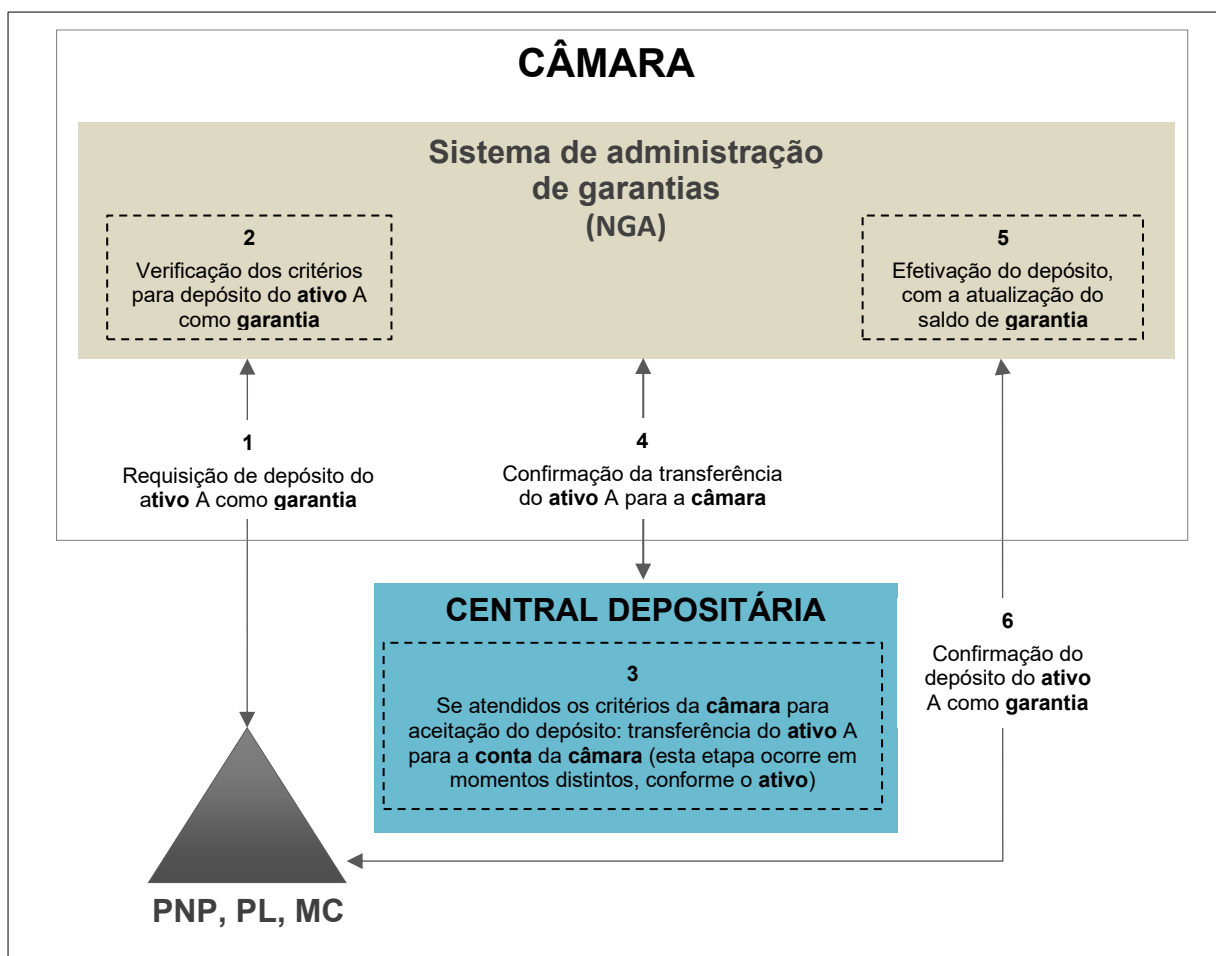 CÂMARA
Sistema de administração
de garantias
(NGA)
2
Verificação dos critérios
para depósito do ativo A
como garantia
5
Efetivação do depósito,
com a atualização do
saldo de garantia
1
Requisição de depósito do
ativo A como garantia
4
Confirmação da transferência
do ativo A para a câmara
CENTRAL DEPOSITÁRIA
3
Se atendidos os critérios da câmara para
aceitação do depósito: transferência do ativo A
para a conta da câmara (esta etapa ocorre em
momentos distintos, conforme o ativo)
6
Confirmação do
depósito do ativo
A como garantia
PNP, PL, MC